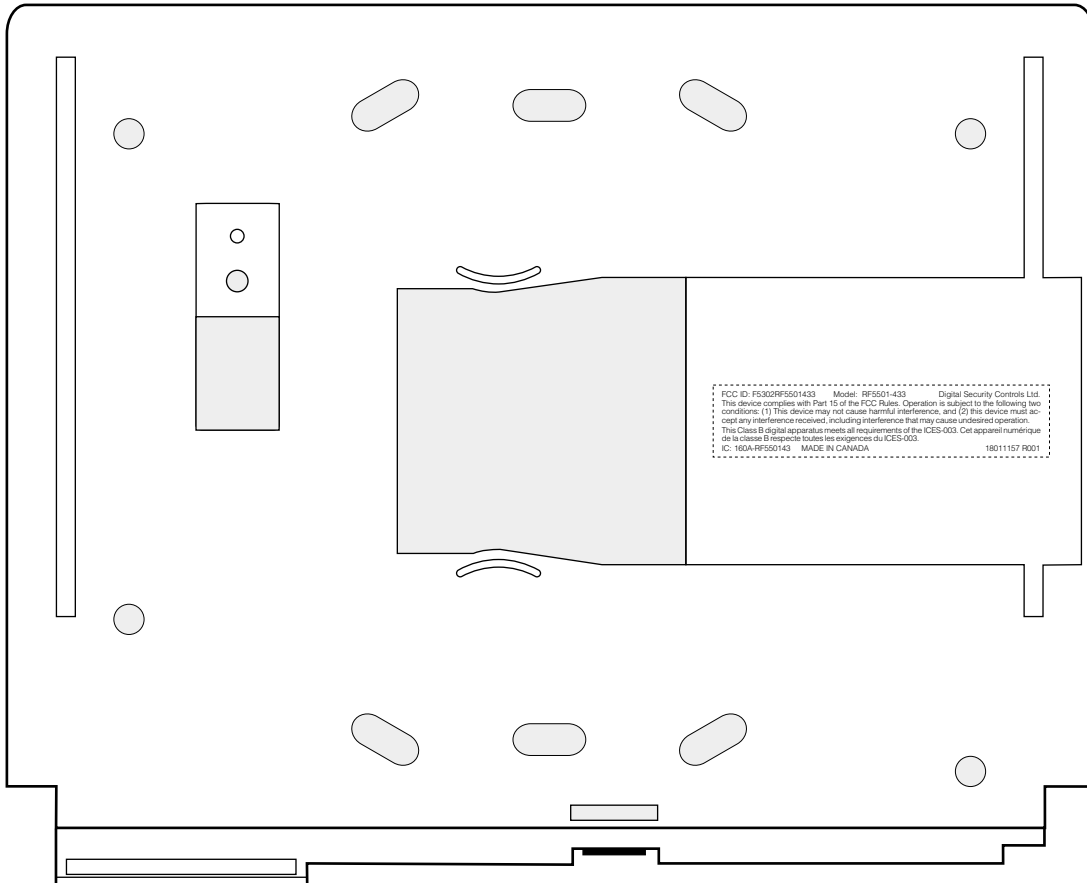 FCC ID: F5302RF5501433 Model: RF5501-433 Digital Security Controls Ltd.
This device complies with Part 15 of the FCC Rules. Operation is subject to the following two
conditions: (1) This device may not cause harmful interference, and (2) this device must ac-
cept any interference received, including interference that may cause undesired operation.
This Class B digital apparatus meets all requirements of the ICES-003. Cet appareil numérique
de la classe B respecte toutes les exigences du ICES-003.
IC: 160A-RF550143 MADE IN CANADA 18011157 R001